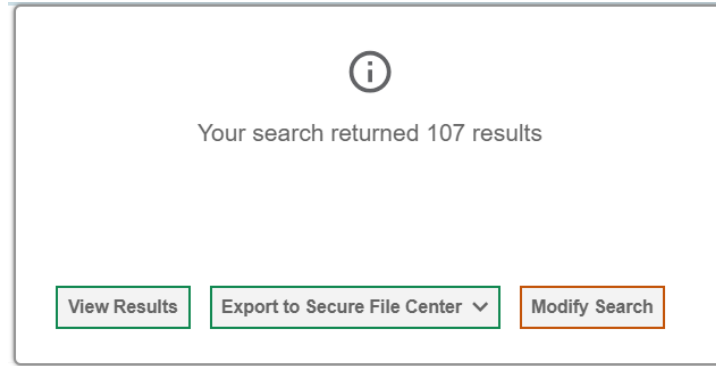 Your search returned 107 results
View Results
Export to Secure File Center
Modify Search